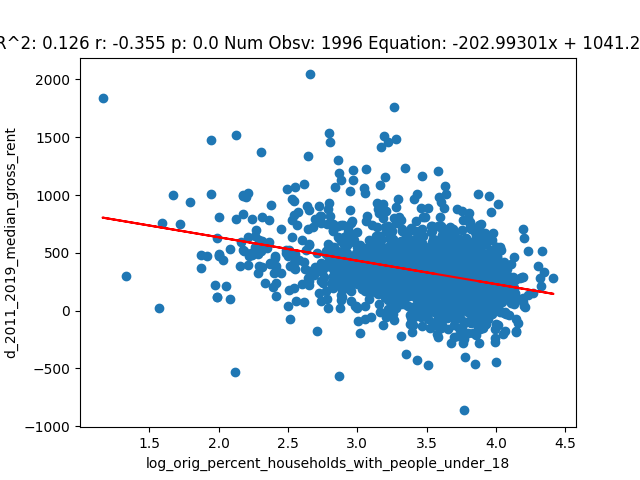 R^2: 0.126 r: -0.355 p: 0.0 Num Obsv: 1996 Equation: -202.99301x + 1041.2
d_2011_2019_median_gross_rent
2000
1500
1000
500
0
−500
−1000
1.5 2.0 2.5 3.0 3.5 4.0 4.5
log_orig_percent_households_with_people_under_18